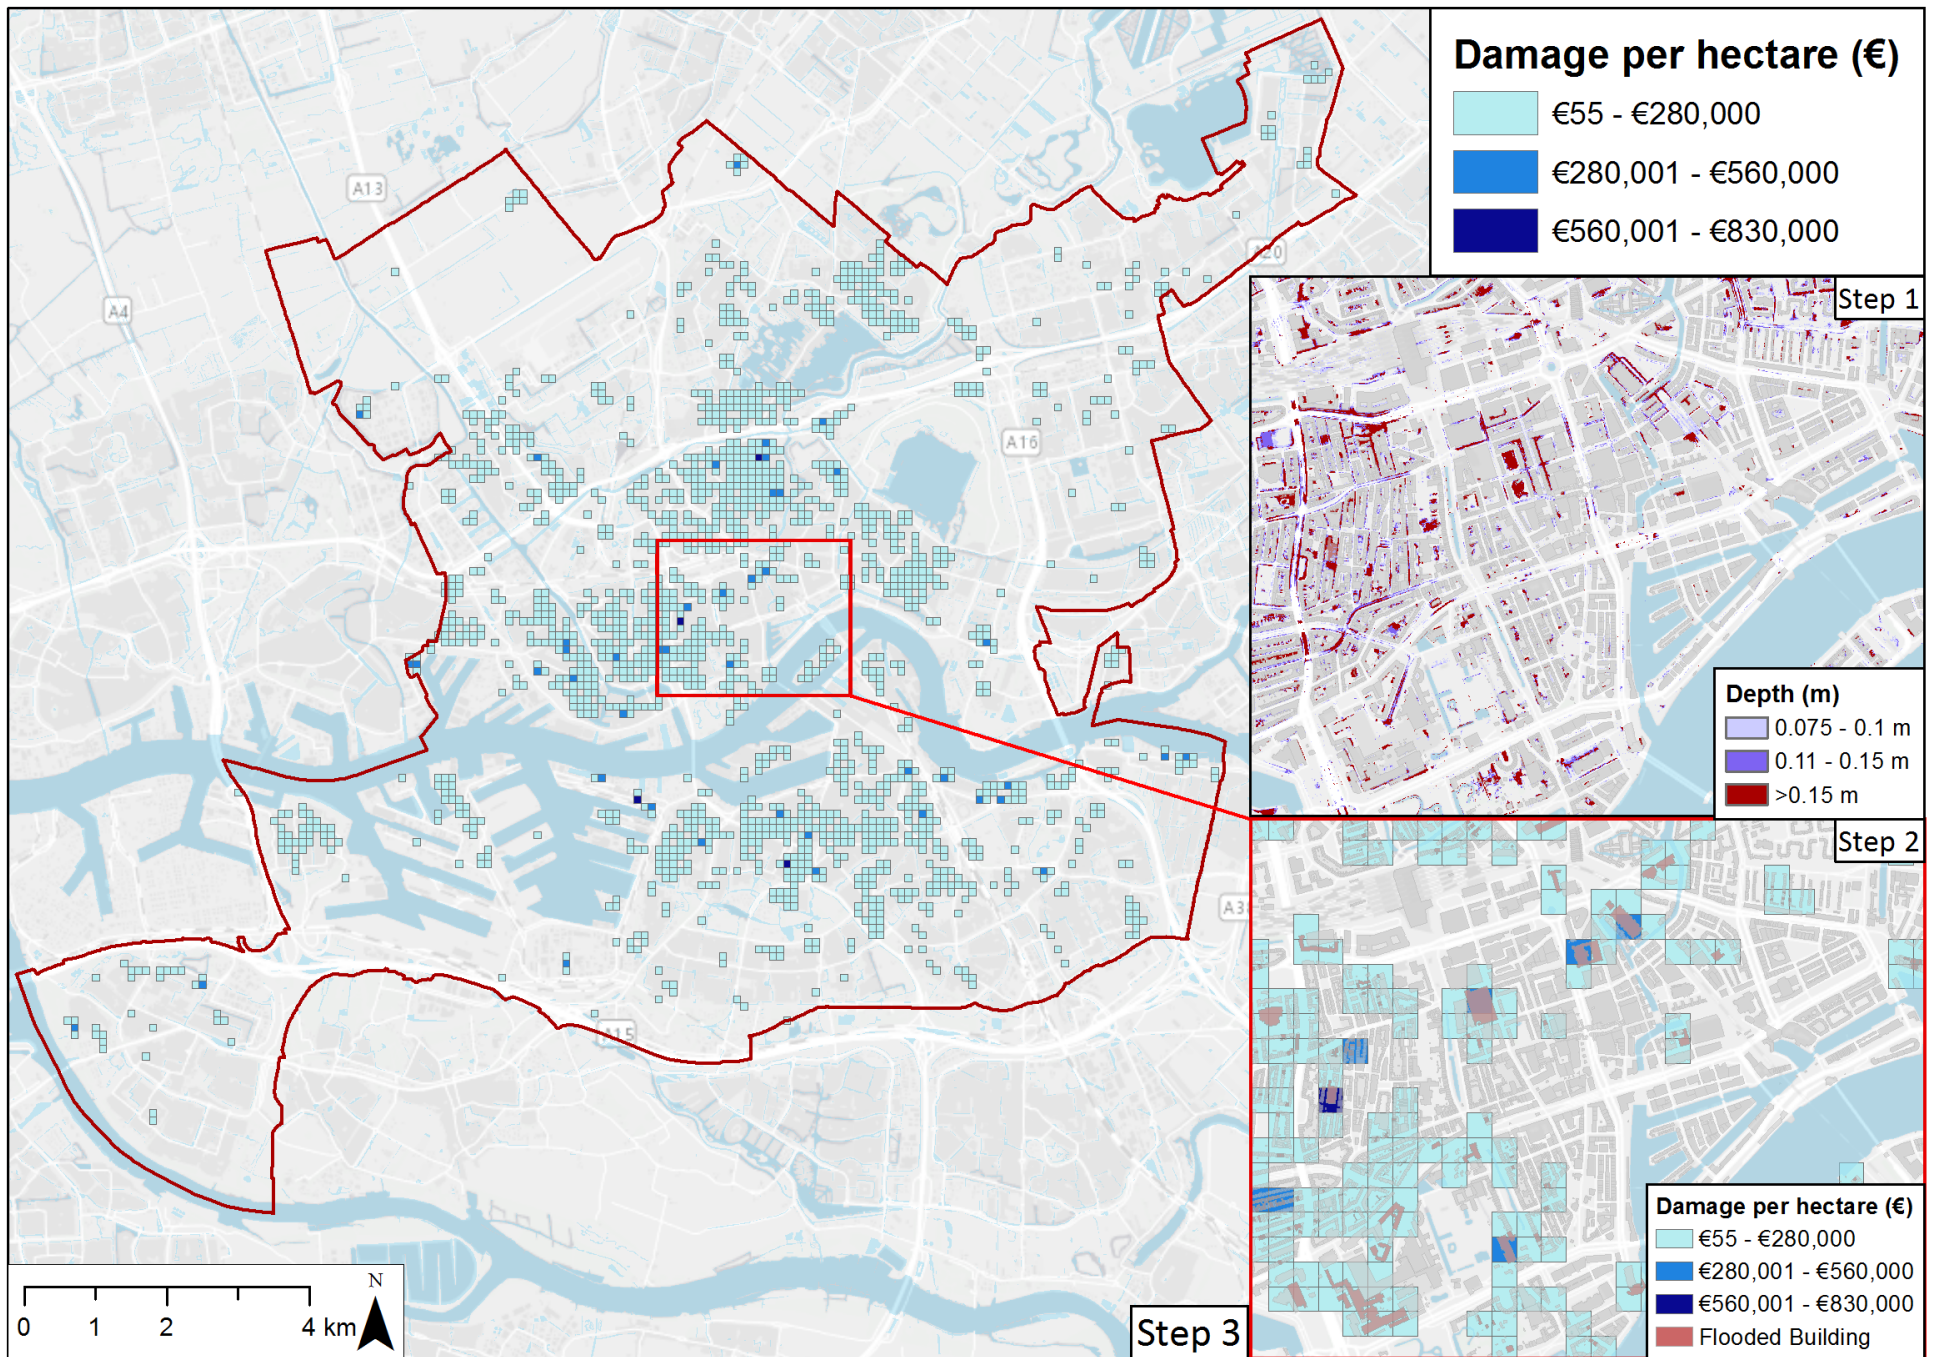 Damage per hectare (€)
€55 - €280,000
€280,001 - €560,000
€560,001 - €830,000
A13
A4
A20
A16
A15
Step 1
Depth (m)
0.075 - 0.1 m
0.11 - 0.15 m
>0.15 m
Step 2
Damage per hectare (€)
€55 - €280,000
€280,001 - €560,000
€560,001 - €830,000
Flooded Building
N
0 1 2 4 km
Step 3